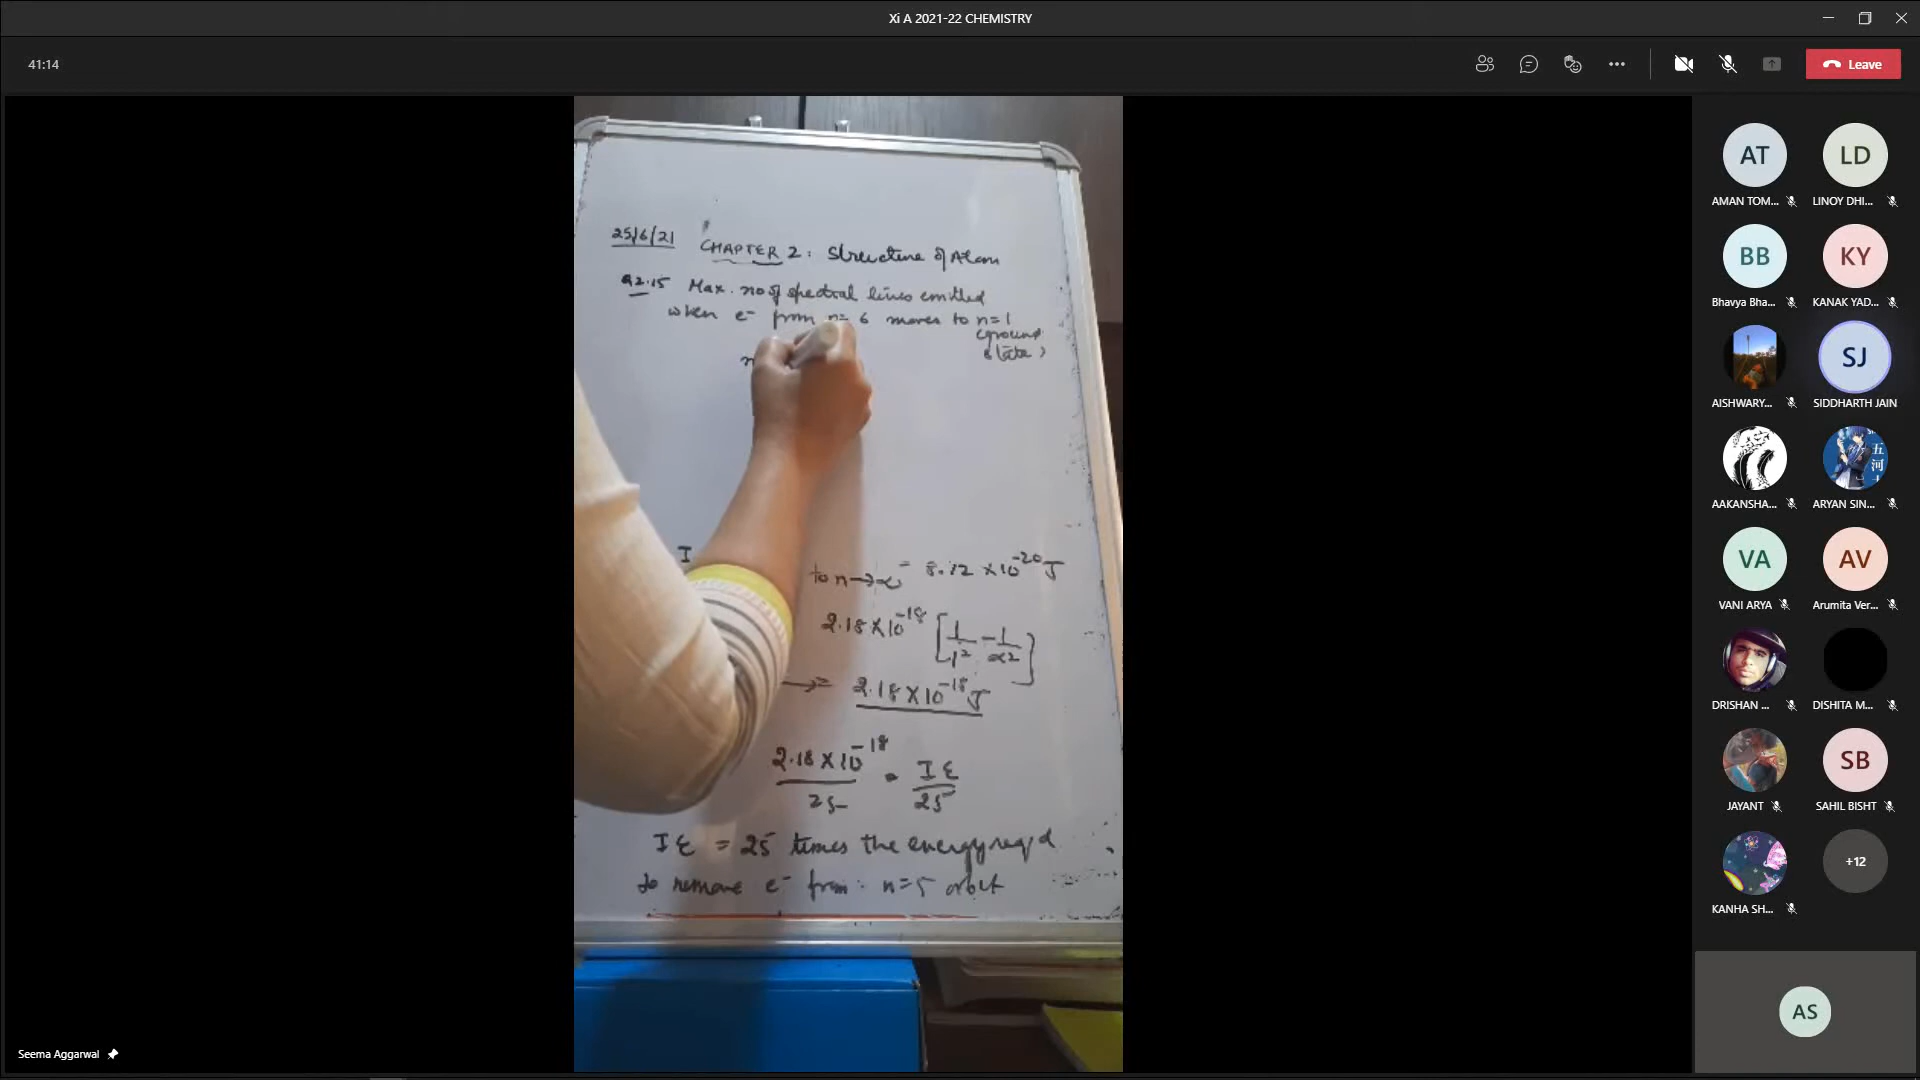 Xi A 2021-22 CHEMISTRY
41:14
Leave
25/6/21 CHAPTER 2: Structure of Atom
Q2.15 Max. no of spectral lines emitted
when e- from n=6 moves to n=1
(ground
state)
n
I
to n→∝ = 8.72 ×10⁻²⁰ J
2.18×10⁻¹⁸ [1/1² - 1/∝²]
→= 2.18×10⁻¹⁸ J
2.18×10⁻¹⁸/25 = IE/25
IE = 25 times the energy reqd
to remove e- from n=5 orbit
Seema Aggarwal
AT
LD
AMAN TOM...
LINOY DHI...
BB
KY
Bhavya Bha...
KANAK YAD...
SJ
AISHWARY...
SIDDHARTH JAIN
五
河
AAKANSHA...
ARYAN SIN...
VA
AV
VANI ARYA
Arumita Ver...
DRISHAN ...
DISHITA M...
SB
JAYANT
SAHIL BISHT
+12
KANHA SH...
AS